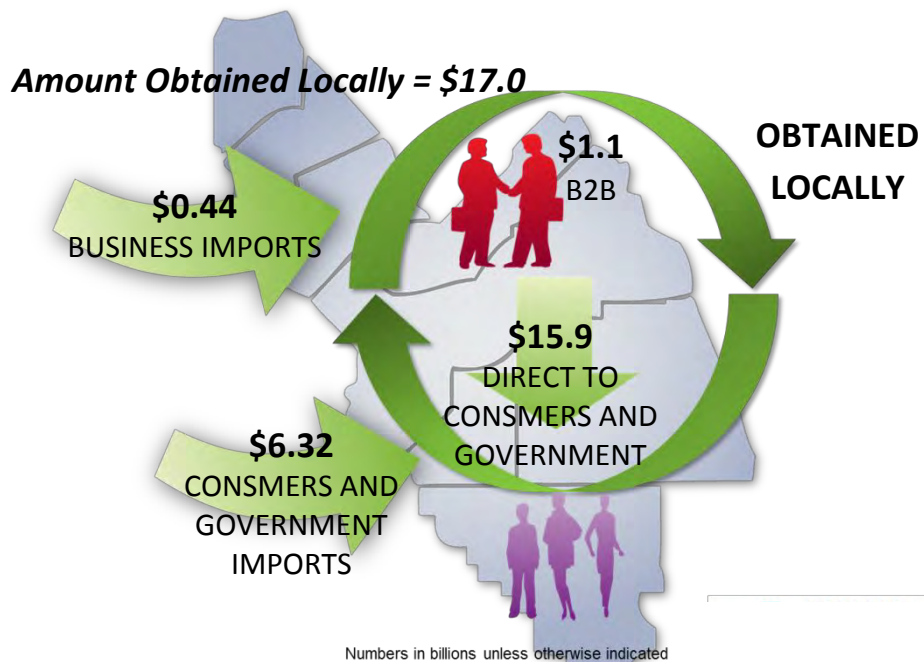 Amount Obtained Locally = $17.0
OBTAINED
LOCALLY
$1.1
B2B
$0.44
BUSINESS IMPORTS
$15.9
DIRECT TO
CONSMERS AND
GOVERNMENT
$6.32
CONSMERS AND
GOVERNMENT
IMPORTS
Numbers in billions unless otherwise indicated